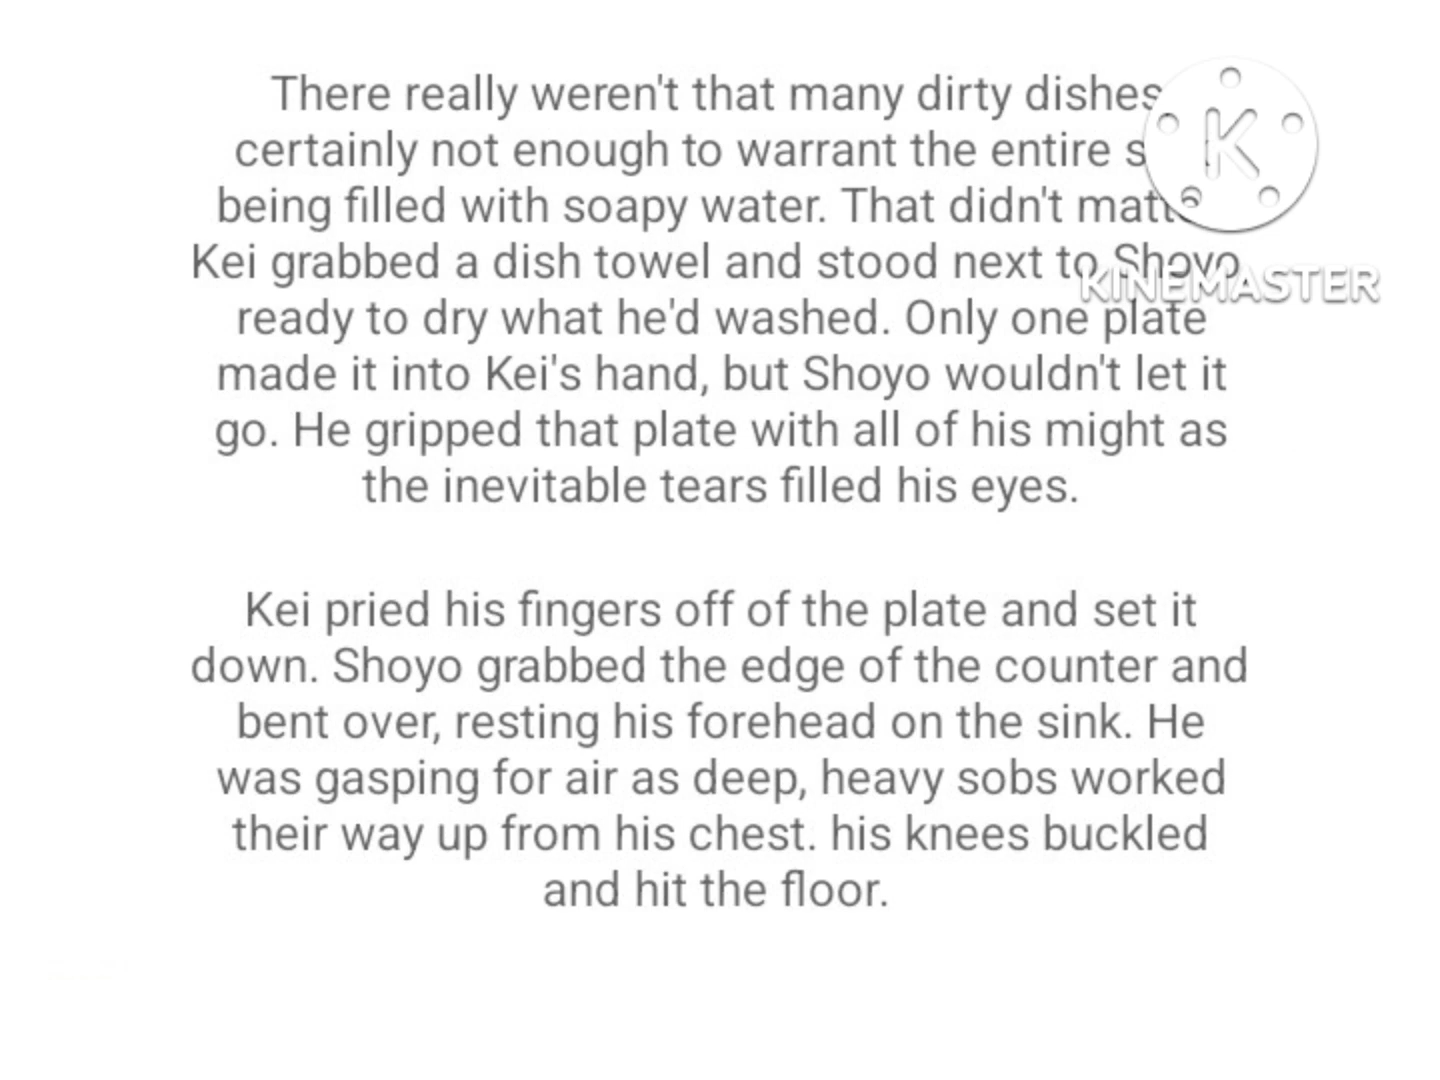 There really weren't that many dirty dishes
certainly not enough to warrant the entire
being filled with soapy water. That didn't
Kei grabbed a dish towel and stood next to Shoyo
ready to dry what he'd washed. Only one plate
made it into Kei's hand, but Shoyo wouldn't let it
go. He gripped that plate with all of his might as
the inevitable tears filled his eyes.
Kei pried his fingers off of the plate and set it
down. Shoyo grabbed the edge of the counter and
bent over, resting his forehead on the sink. He
was gasping for air as deep, heavy sobs worked
their way up from his chest. his knees buckled
and hit the floor.
K
KINEMASTER